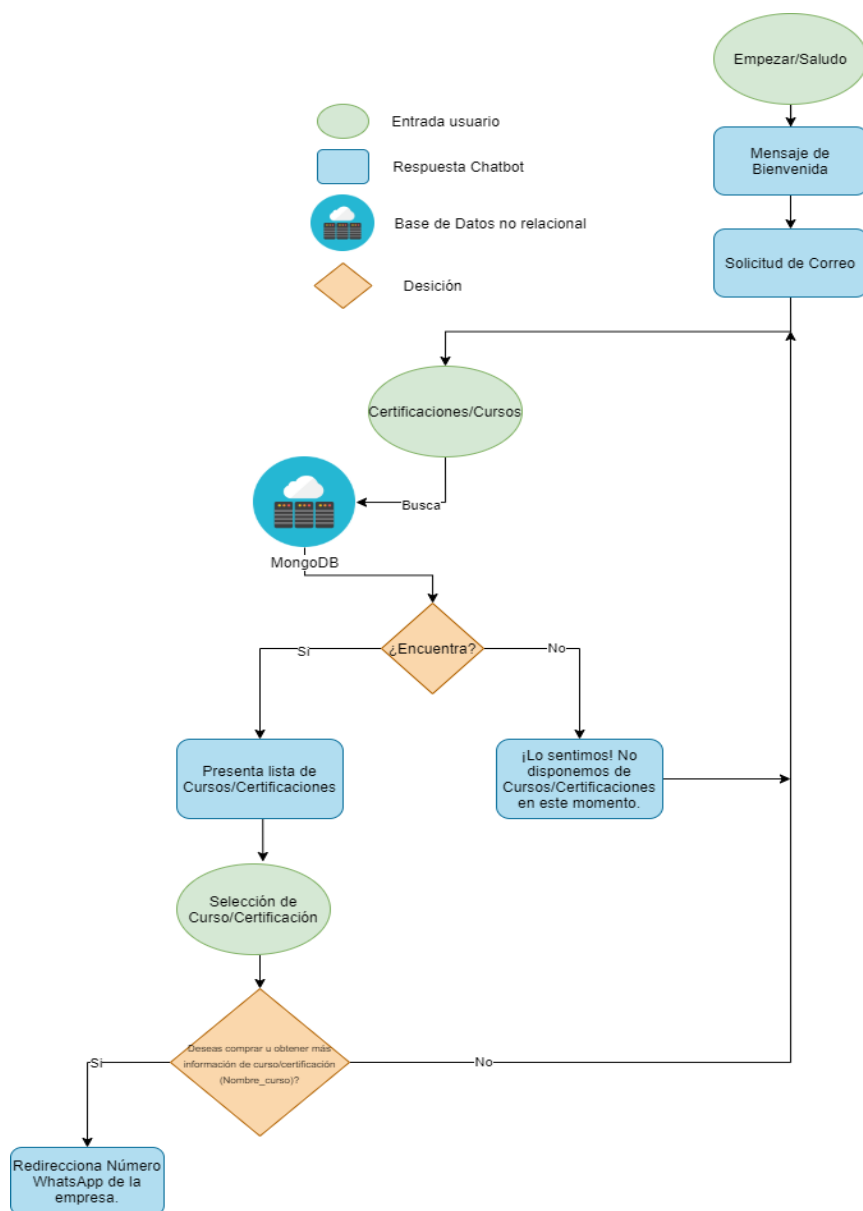 Empezar/Saludo
Entrada usuario
Mensaje de
Bienvenida
Respuesta Chatbot
Base de Datos no relacional
Solicitud de Correo
Desición
Certificaciones/Cursos
Busca
MongoDB
¿Encuentra?
Si
No
Presenta lista de
Cursos/Certificaciones
¡Lo sentimos! No
disponemos de
Cursos/Certificaciones
en este momento.
Selección de
Curso/Certificación
Deseas comprar u obtener más
información de curso/certificación
(Nombre_curso)?
Si
No
Redirecciona Número
WhatsApp de la
empresa.